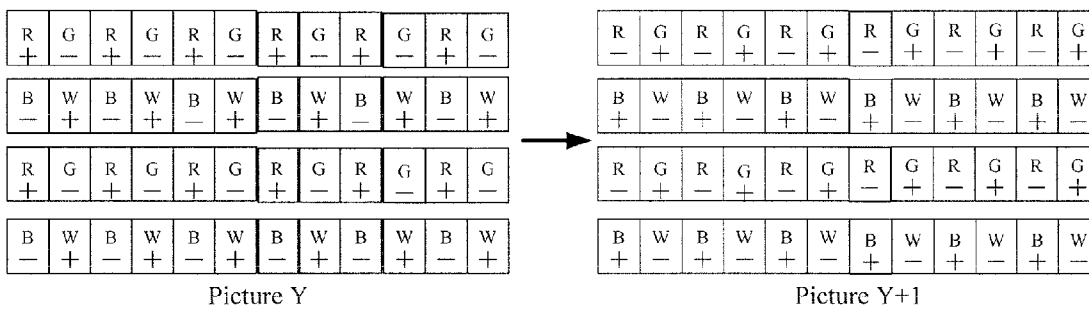 R G R G R G R G R G R G R G R G R G R G R G R G
+ − + − + − + − + − + − − + − + − + − + − + − +
B W B W B W B W B W B W B W B W B W B W B W B W
− + − + − + − + − + − + + − + − + − + − + − + −
R G R G R G R G R G R G R G R G R G R G R G R G
+ − + − + − + − + − + − − + − + − + − + − + − +
B W B W B W B W B W B W B W B W B W B W B W B W
− + − + − + − + − + − + + − + − + − + − + − + −
Picture Y Picture Y+1